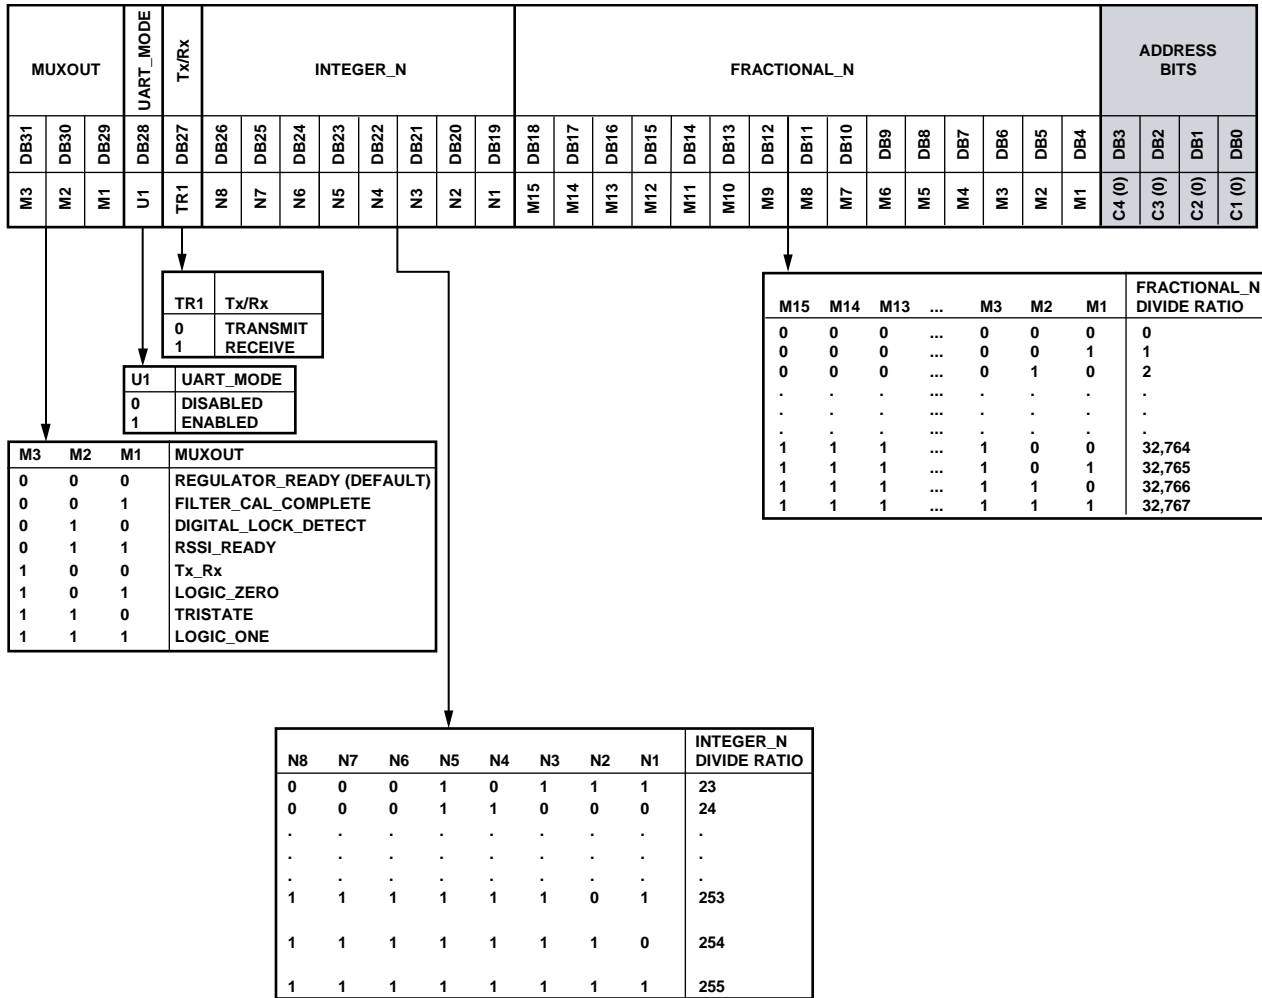 MUXOUT UART_MODE Tx/Rx INTEGER_N FRACTIONAL_N ADDRESS
BITS
DB31 DB30 DB29 DB28 DB27 DB26 DB25 DB24 DB23 DB22 DB21 DB20 DB19 DB18 DB17 DB16 DB15 DB14 DB13 DB12 DB11 DB10 DB9 DB8 DB7 DB6 DB5 DB4 DB3 DB2 DB1 DB0
M3 M2 M1 U1 TR1 N8 N7 N6 N5 N4 N3 N2 N1 M15 M14 M13 M12 M11 M10 M9 M8 M7 M6 M5 M4 M3 M2 M1 C4 (0) C3 (0) C2 (0) C1 (0)
TR1 Tx/Rx
0 TRANSMIT
1 RECEIVE
U1 UART_MODE
0 DISABLED
1 ENABLED
M3 M2 M1 MUXOUT
0 0 0 REGULATOR_READY (DEFAULT)
0 0 1 FILTER_CAL_COMPLETE
0 1 0 DIGITAL_LOCK_DETECT
0 1 1 RSSI_READY
1 0 0 Tx_Rx
1 0 1 LOGIC_ZERO
1 1 0 TRISTATE
1 1 1 LOGIC_ONE
FRACTIONAL_N
M15 M14 M13 ... M3 M2 M1 DIVIDE RATIO
0 0 0 ... 0 0 0 0
0 0 0 ... 0 0 1 1
0 0 0 ... 0 1 0 2
. . . ... . . . .
. . . ... . . . .
. . . ... . . . .
1 1 1 ... 1 0 0 32,764
1 1 1 ... 1 0 1 32,765
1 1 1 ... 1 1 0 32,766
1 1 1 ... 1 1 1 32,767
INTEGER_N
N8 N7 N6 N5 N4 N3 N2 N1 DIVIDE RATIO
0 0 0 1 0 1 1 1 23
0 0 0 1 1 0 0 0 24
. . . . . . . . .
. . . . . . . . .
. . . . . . . . .
1 1 1 1 1 1 0 1 253
1 1 1 1 1 1 1 0 254
1 1 1 1 1 1 1 1 255